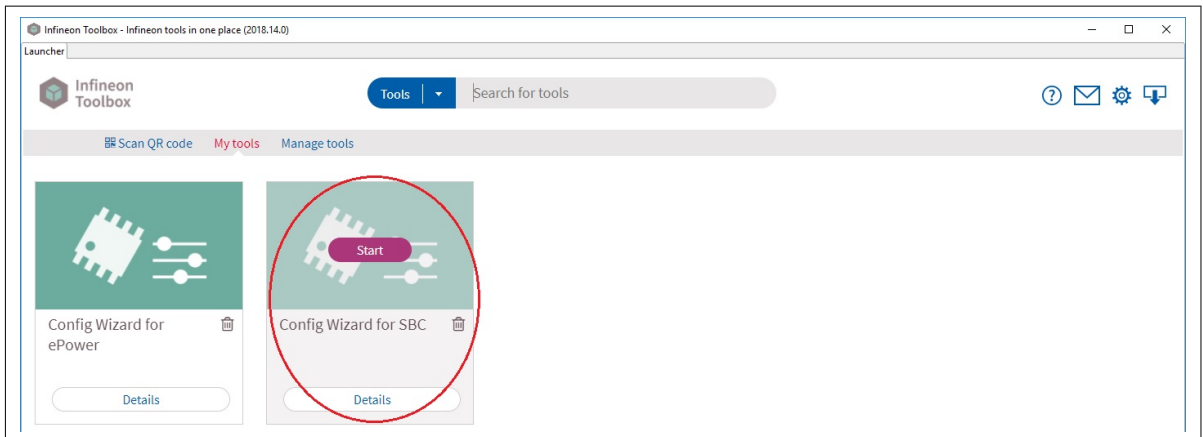 Infineon Toolbox - Infineon tools in one place (2018.14.0)
Launcher
Infineon
Toolbox
Tools
Search for tools
Scan QR code My tools Manage tools
Start
Config Wizard for
ePower
Config Wizard for SBC
Details
Details